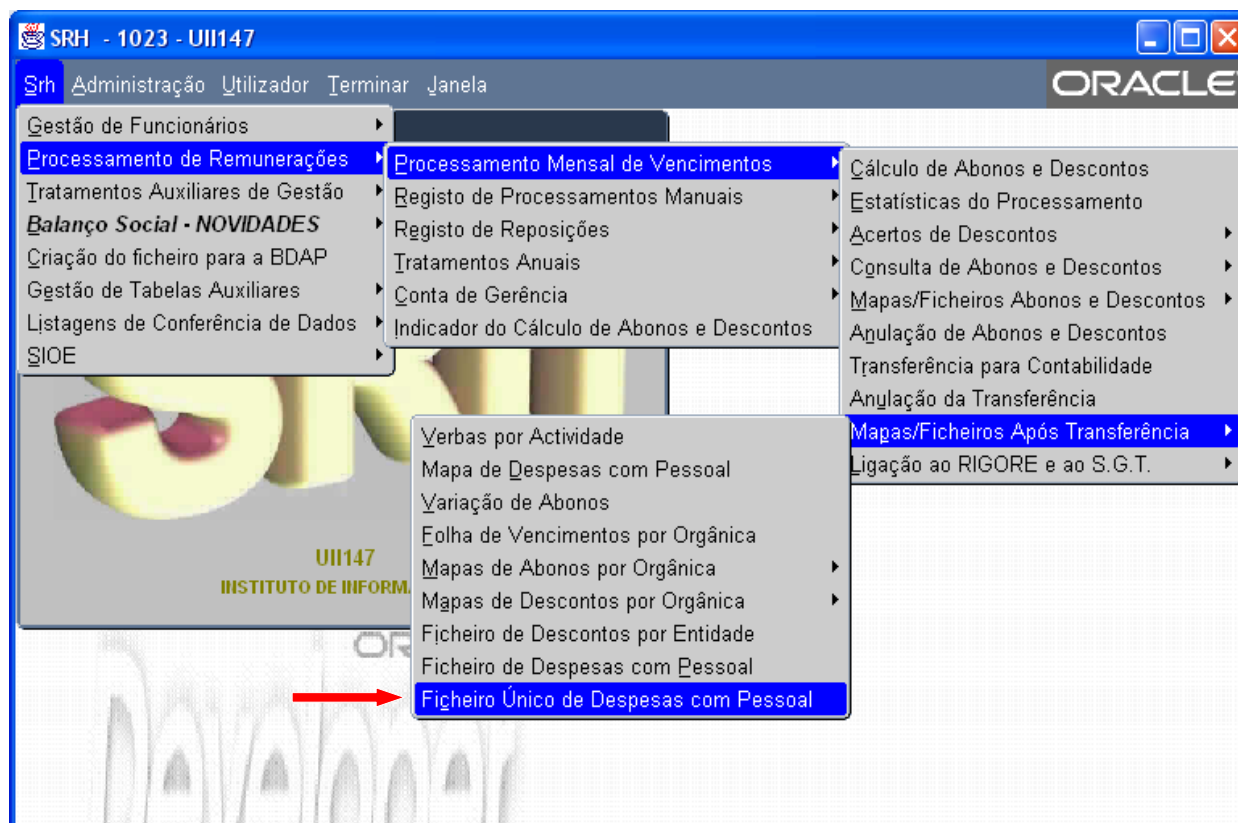 SRH - 1023 - UII147
Srh Administração Utilizador Terminar Janela
ORACLE
Gestão de Funcionários
Processamento de Remunerações
Tratamentos Auxiliares de Gestão
Balanço Social - NOVIDADES
Criação do ficheiro para a BDAP
Gestão de Tabelas Auxiliares
Listagens de Conferência de Dados
SIOE
Processamento Mensal de Vencimentos
Registo de Processamentos Manuais
Registo de Reposições
Tratamentos Anuais
Conta de Gerência
Indicador do Cálculo de Abonos e Descontos
Cálculo de Abonos e Descontos
Estatísticas do Processamento
Acertos de Descontos
Consulta de Abonos e Descontos
Mapas/Ficheiros Abonos e Descontos
Anulação de Abonos e Descontos
Transferência para Contabilidade
Anulação da Transferência
Mapas/Ficheiros Após Transferência
Ligação ao RIGORE e ao S.G.T.
Verbas por Actividade
Mapa de Despesas com Pessoal
Variação de Abonos
Folha de Vencimentos por Orgânica
Mapas de Abonos por Orgânica
Mapas de Descontos por Orgânica
Ficheiro de Descontos por Entidade
Ficheiro de Despesas com Pessoal
Ficheiro Único de Despesas com Pessoal
SRH
UII147
INSTITUTO DE INFORM
OR
Developer